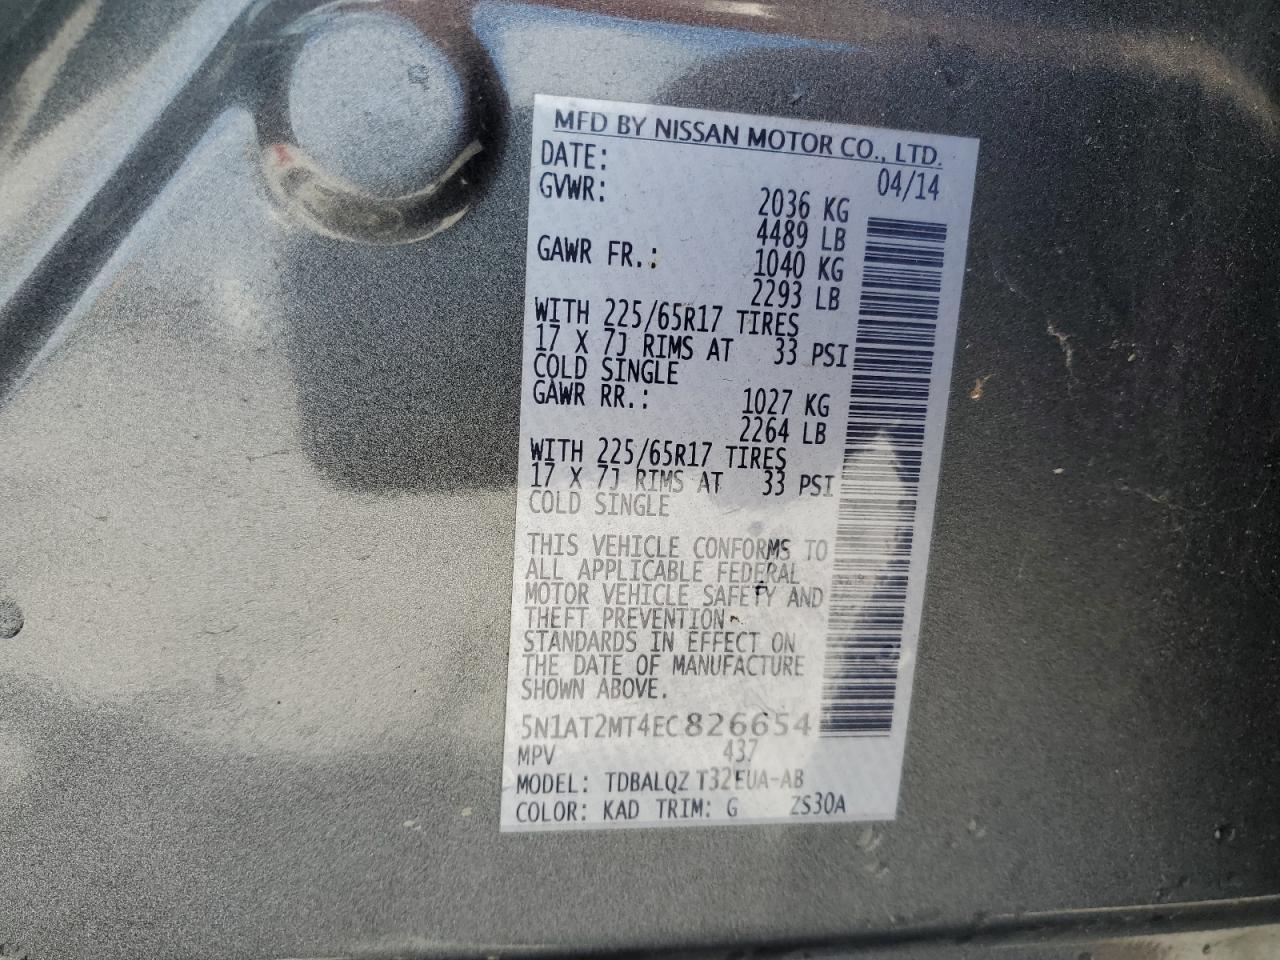 MFD BY NISSAN MOTOR CO., LTD.
DATE: 04/14
GVWR: 2036 KG
4489 LB
GAWR FR.: 1040 KG
2293 LB
WITH 225/65R17 TIRES
17 X 7J RIMS AT 33 PSI
COLD SINGLE
GAWR RR.: 1027 KG
2264 LB
WITH 225/65R17 TIRES
17 X 7J RIMS AT 33 PSI
COLD SINGLE
THIS VEHICLE CONFORMS TO
ALL APPLICABLE FEDERAL
MOTOR VEHICLE SAFETY AND
THEFT PREVENTION
STANDARDS IN EFFECT ON
THE DATE OF MANUFACTURE
SHOWN ABOVE.
5N1AT2MT4EC826654
MPV 437
MODEL: TDBALQZ T32EUA-AB
COLOR: KAD TRIM: G ZS30A